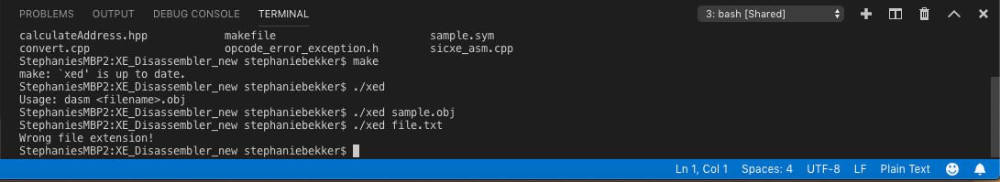 PROBLEMS OUTPUT DEBUG CONSOLE TERMINAL 3: bash [Shared]
calculateAddress.hpp makefile sample.sym
convert.cpp opcode_error_exception.h sicxe_asm.cpp
StephaniesMBP2:XE_Disassembler_new stephaniebekker$ make
make: `xed' is up to date.
StephaniesMBP2:XE_Disassembler_new stephaniebekker$ ./xed
Usage: dasm <filename>.obj
StephaniesMBP2:XE_Disassembler_new stephaniebekker$ ./xed sample.obj
StephaniesMBP2:XE_Disassembler_new stephaniebekker$ ./xed file.txt
Wrong file extension!
StephaniesMBP2:XE_Disassembler_new stephaniebekker$
Ln 1, Col 1 Spaces: 4 UTF-8 LF Plain Text